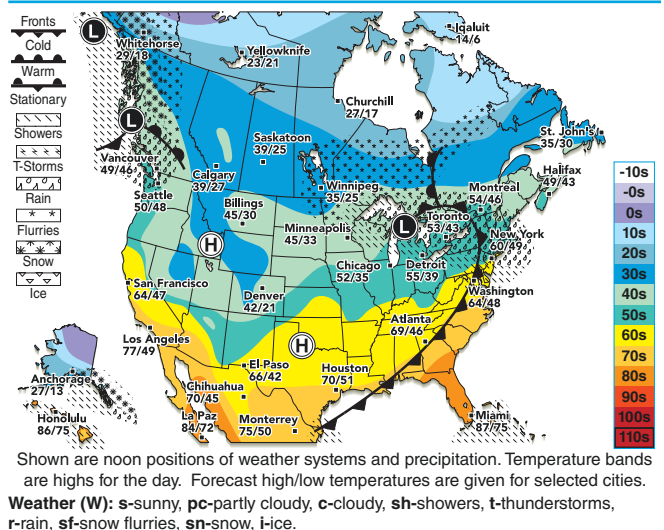 Fronts
Cold
Warm
Stationary
Showers
T-Storms
Rain
Flurries
Snow
Ice
L
Whitehorse
29/18
Yellowknife
23/21
Iqaluit
14/6
Churchill
27/17
L
Vancouver
49/46
Calgary
39/27
Saskatoon
39/25
Winnipeg
35/25
St. John's
35/30
Halifax
49/43
Seattle
50/48
Billings
45/30
Minneapolis
45/33
L
Montreal
54/46
Toronto
53/43
New York
60/49
H
Chicago
52/35
Detroit
55/39
Washington
64/48
San Francisco
64/47
Denver
42/21
H
Atlanta
69/46
Los Angeles
77/49
El Paso
66/42
Houston
70/51
Anchorage
27/13
Chihuahua
70/45
Honolulu
86/75
La Paz
84/72
Monterrey
75/50
Miami
87/75
-10s
-0s
0s
10s
20s
30s
40s
50s
60s
70s
80s
90s
100s
110s
Shown are noon positions of weather systems and precipitation. Temperature bands
are highs for the day. Forecast high/low temperatures are given for selected cities.
Weather (W): s-sunny, pc-partly cloudy, c-cloudy, sh-showers, t-thunderstorms,
r-rain, sf-snow flurries, sn-snow, i-ice.